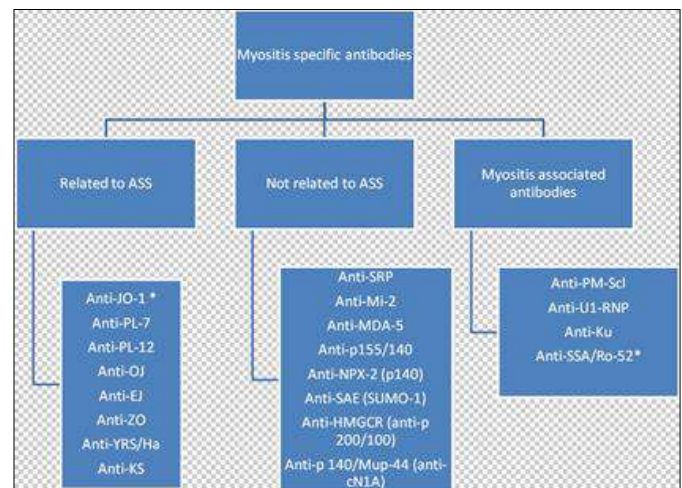 Myositis specific antibodies
Related to ASS
Not related to ASS
Myositis associated
antibodies
Anti-JO-1 *
Anti-PL-7
Anti-PL-12
Anti-OJ
Anti-EJ
Anti-ZO
Anti-YRS/Ha
Anti-KS
Anti-SRP
Anti-Mi-2
Anti-MDA-5
Anti-p155/140
Anti-NPX-2 (p140)
Anti-SAE (SUMO-1)
Anti-HMGCR (anti-p
200/100)
Anti-p 140/Mup-44 (anti-
cN1A)
Anti-PM-Scl
Anti-U1-RNP
Anti-Ku
Anti-SSA/Ro-52*